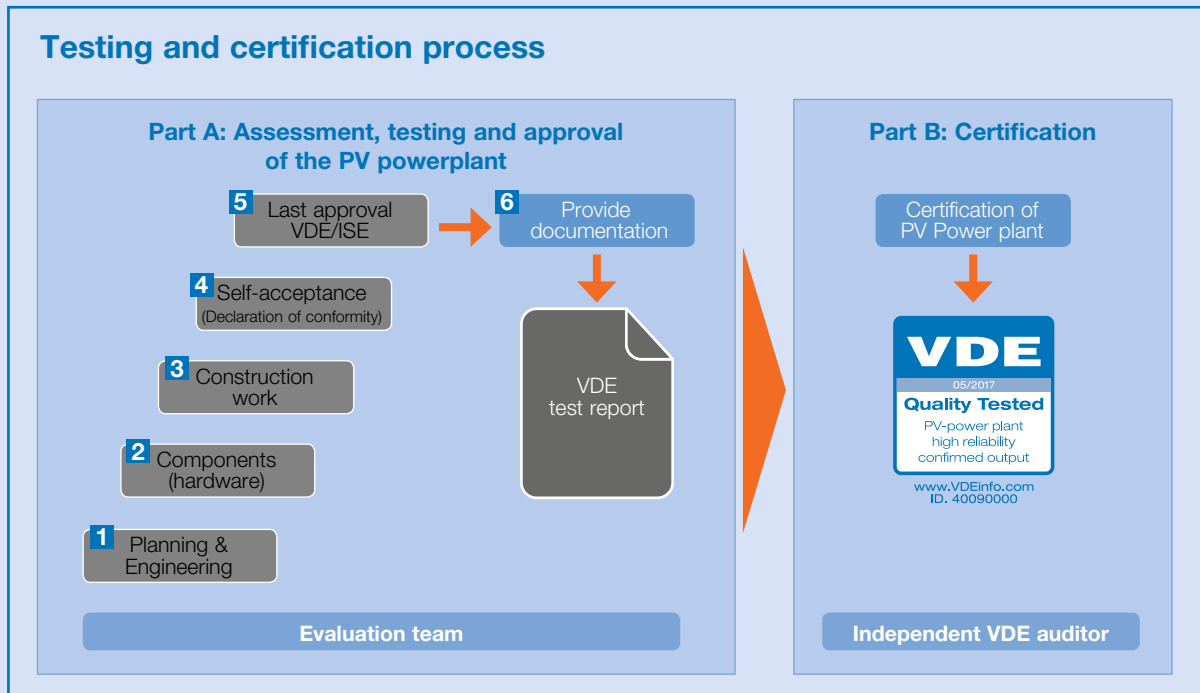 Testing and certification process
Part A: Assessment, testing and approval
of the PV powerplant
5
Last approval
VDE/ISE
6
Provide
documentation
4
Self-acceptance
(Declaration of conformity)
3
Construction
work
2
Components
(hardware)
1
Planning &
Engineering
VDE
test report
Evaluation team
Part B: Certification
Certification of
PV Power plant
VDE
05/2017
Quality Tested
PV-power plant
high reliability
confirmed output
www.VDEinfo.com
ID. 40090000
Independent VDE auditor